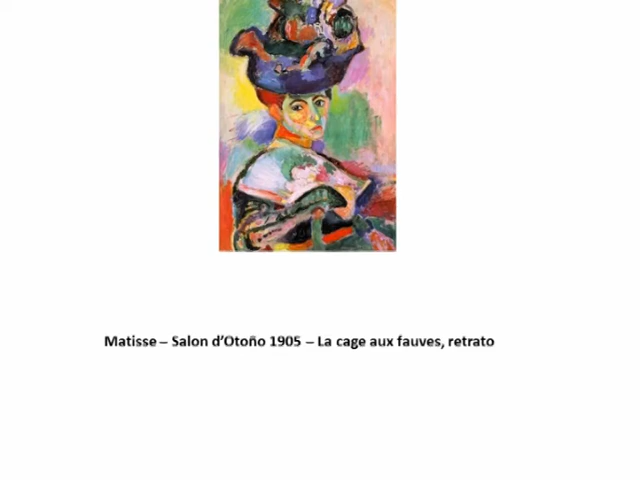 Matisse – Salon d’Otoño 1905 – La cage aux fauves, retrato